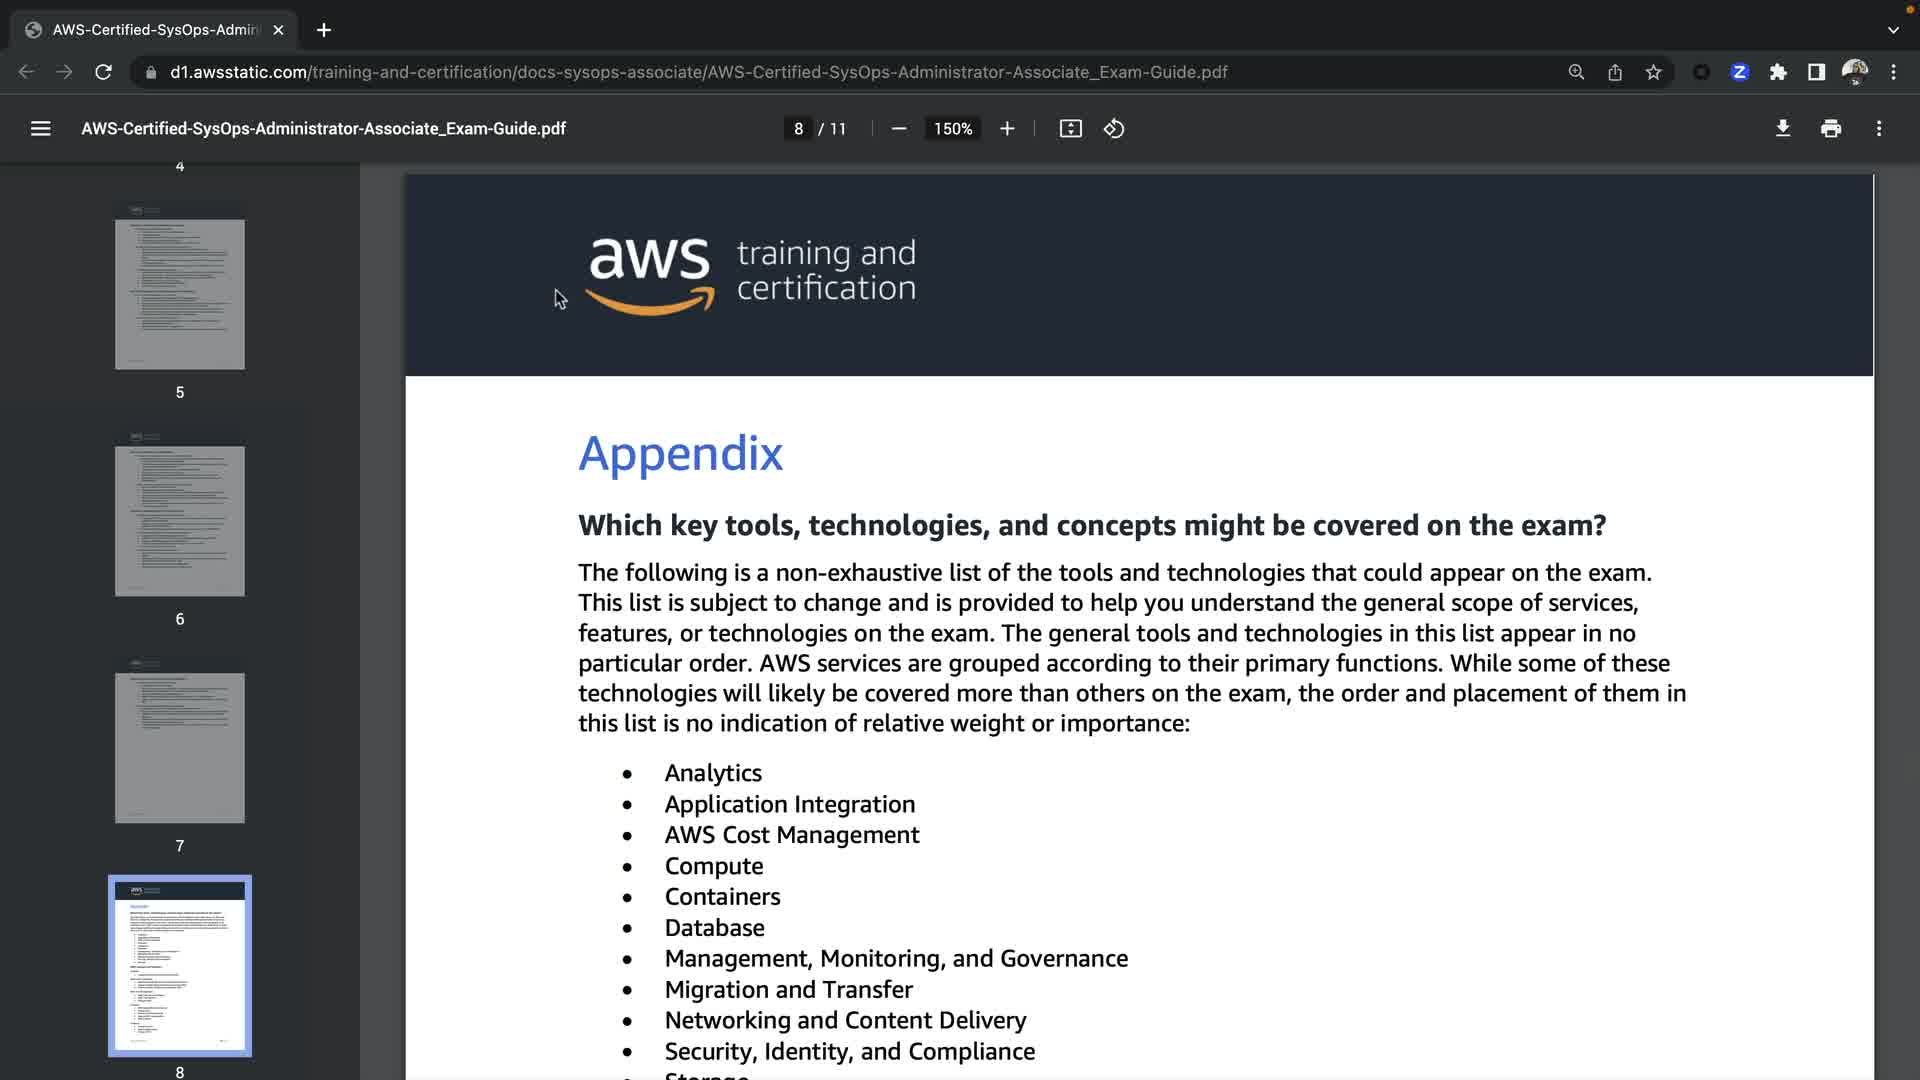 AWS-Certified-SysOps-Admin
d1.awsstatic.com/training-and-certification/docs-sysops-associate/AWS-Certified-SysOps-Administrator-Associate_Exam-Guide.pdf
Z
AWS-Certified-SysOps-Administrator-Associate_Exam-Guide.pdf
8 / 11
150%
4
5
6
7
8
aws training and
certification
Appendix
Which key tools, technologies, and concepts might be covered on the exam?
The following is a non-exhaustive list of the tools and technologies that could appear on the exam.
This list is subject to change and is provided to help you understand the general scope of services,
features, or technologies on the exam. The general tools and technologies in this list appear in no
particular order. AWS services are grouped according to their primary functions. While some of these
technologies will likely be covered more than others on the exam, the order and placement of them in
this list is no indication of relative weight or importance:
• Analytics
• Application Integration
• AWS Cost Management
• Compute
• Containers
• Database
• Management, Monitoring, and Governance
• Migration and Transfer
• Networking and Content Delivery
• Security, Identity, and Compliance
• Storage